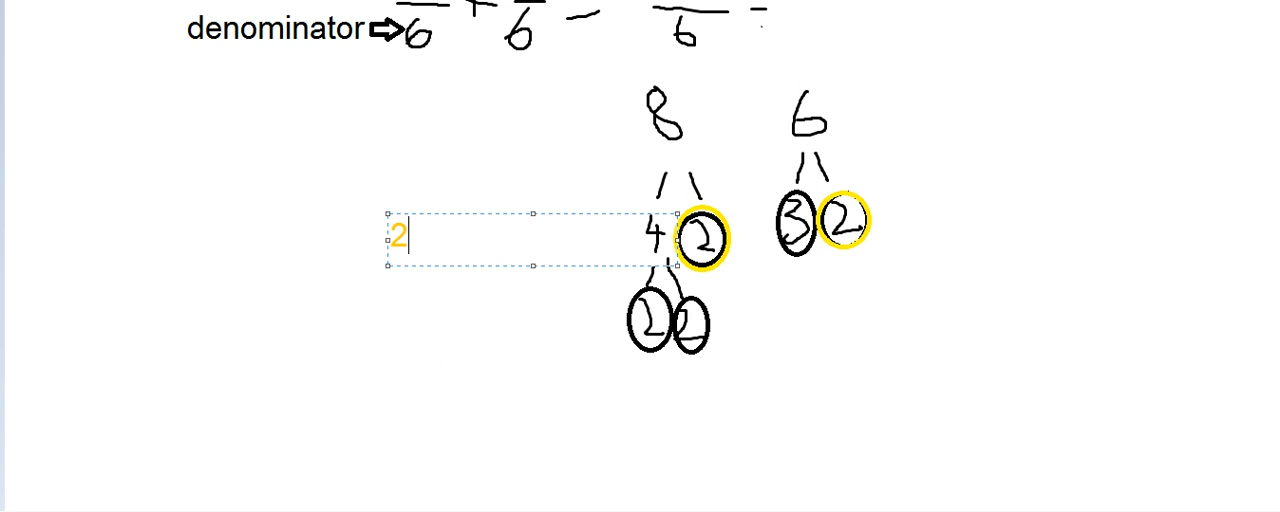 denominator 6 + 6 - 6 =
8 6
2 4 2 3 2
2 2